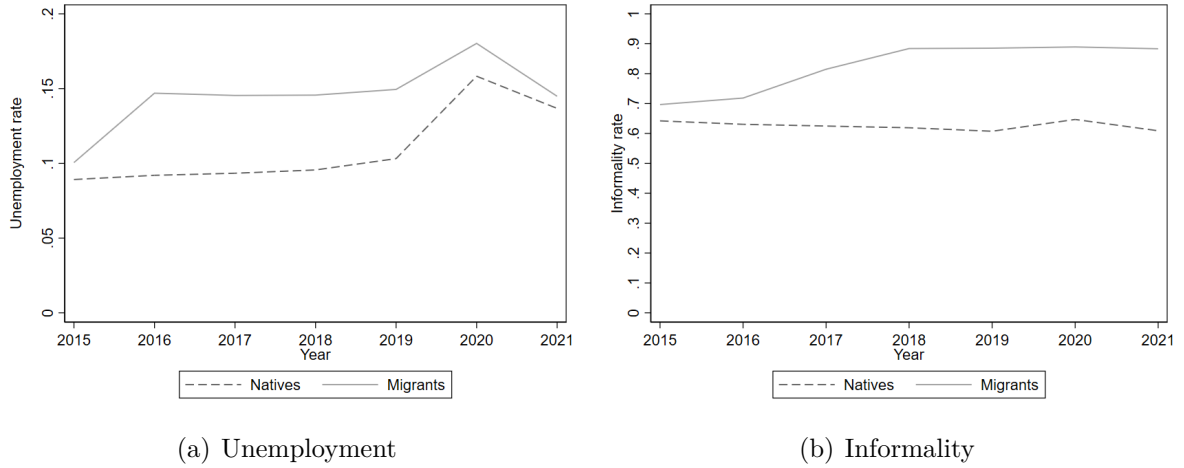 Unemployment rate
.2
.15
.1
.05
0
2015 2016 2017 2018 2019 2020 2021
Year
Natives Migrants
(a) Unemployment
Informality rate
1
.9
.8
.7
.6
.5
.4
.3
.2
.1
0
2015 2016 2017 2018 2019 2020 2021
Year
Natives Migrants
(b) Informality